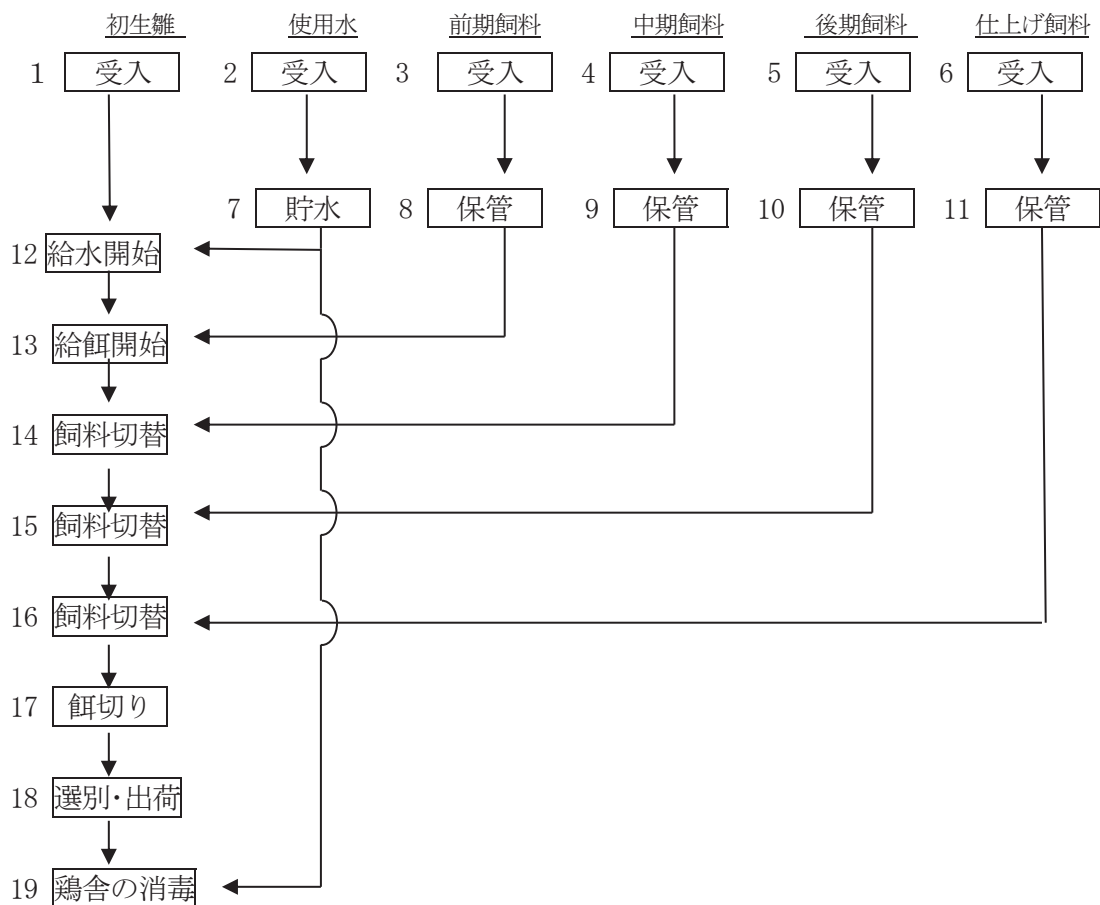 初生雛 使用水 前期飼料 中期飼料 後期飼料 仕上げ飼料
1 受入 2 受入 3 受入 4 受入 5 受入 6 受入
7 貯水 8 保管 9 保管 10 保管 11 保管
12 給水開始
13 給餌開始
14 飼料切替
15 飼料切替
16 飼料切替
17 餌切り
18 選別・出荷
19 鶏舎の消毒